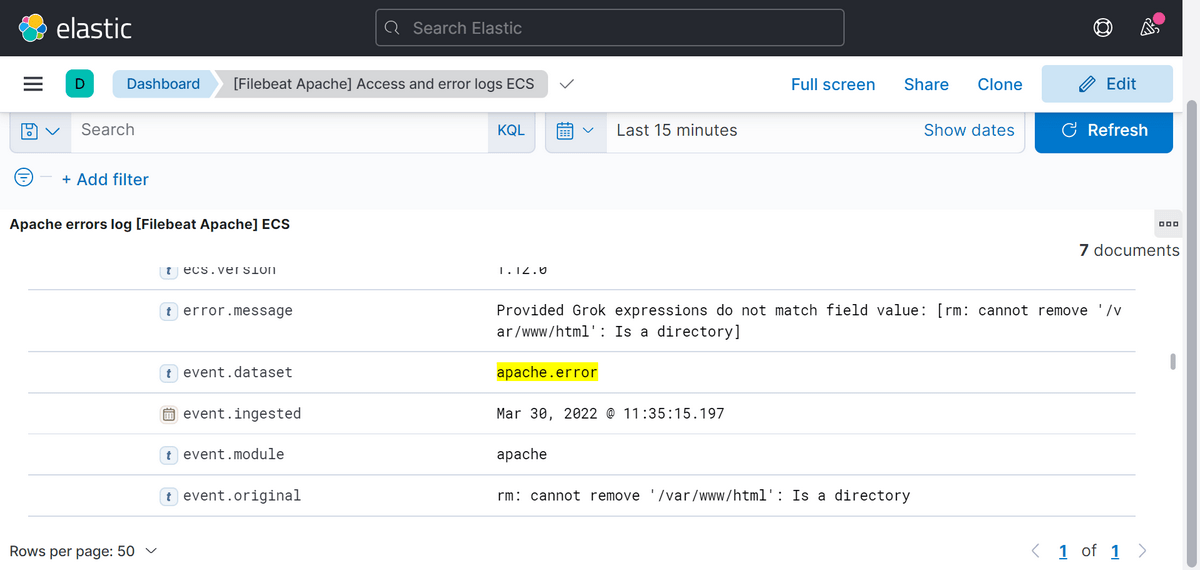 elastic
Search Elastic
D
Dashboard
[Filebeat Apache] Access and error logs ECS
Full screen
Share
Clone
Edit
Search
KQL
Last 15 minutes
Show dates
Refresh
+ Add filter
Apache errors log [Filebeat Apache] ECS
7 documents
t ecs.version
1.12.0
t error.message
Provided Grok expressions do not match field value: [rm: cannot remove '/v
ar/www/html': Is a directory]
t event.dataset
apache.error
event.ingested
Mar 30, 2022 @ 11:35:15.197
t event.module
apache
t event.original
rm: cannot remove '/var/www/html': Is a directory
Rows per page: 50
1 of 1